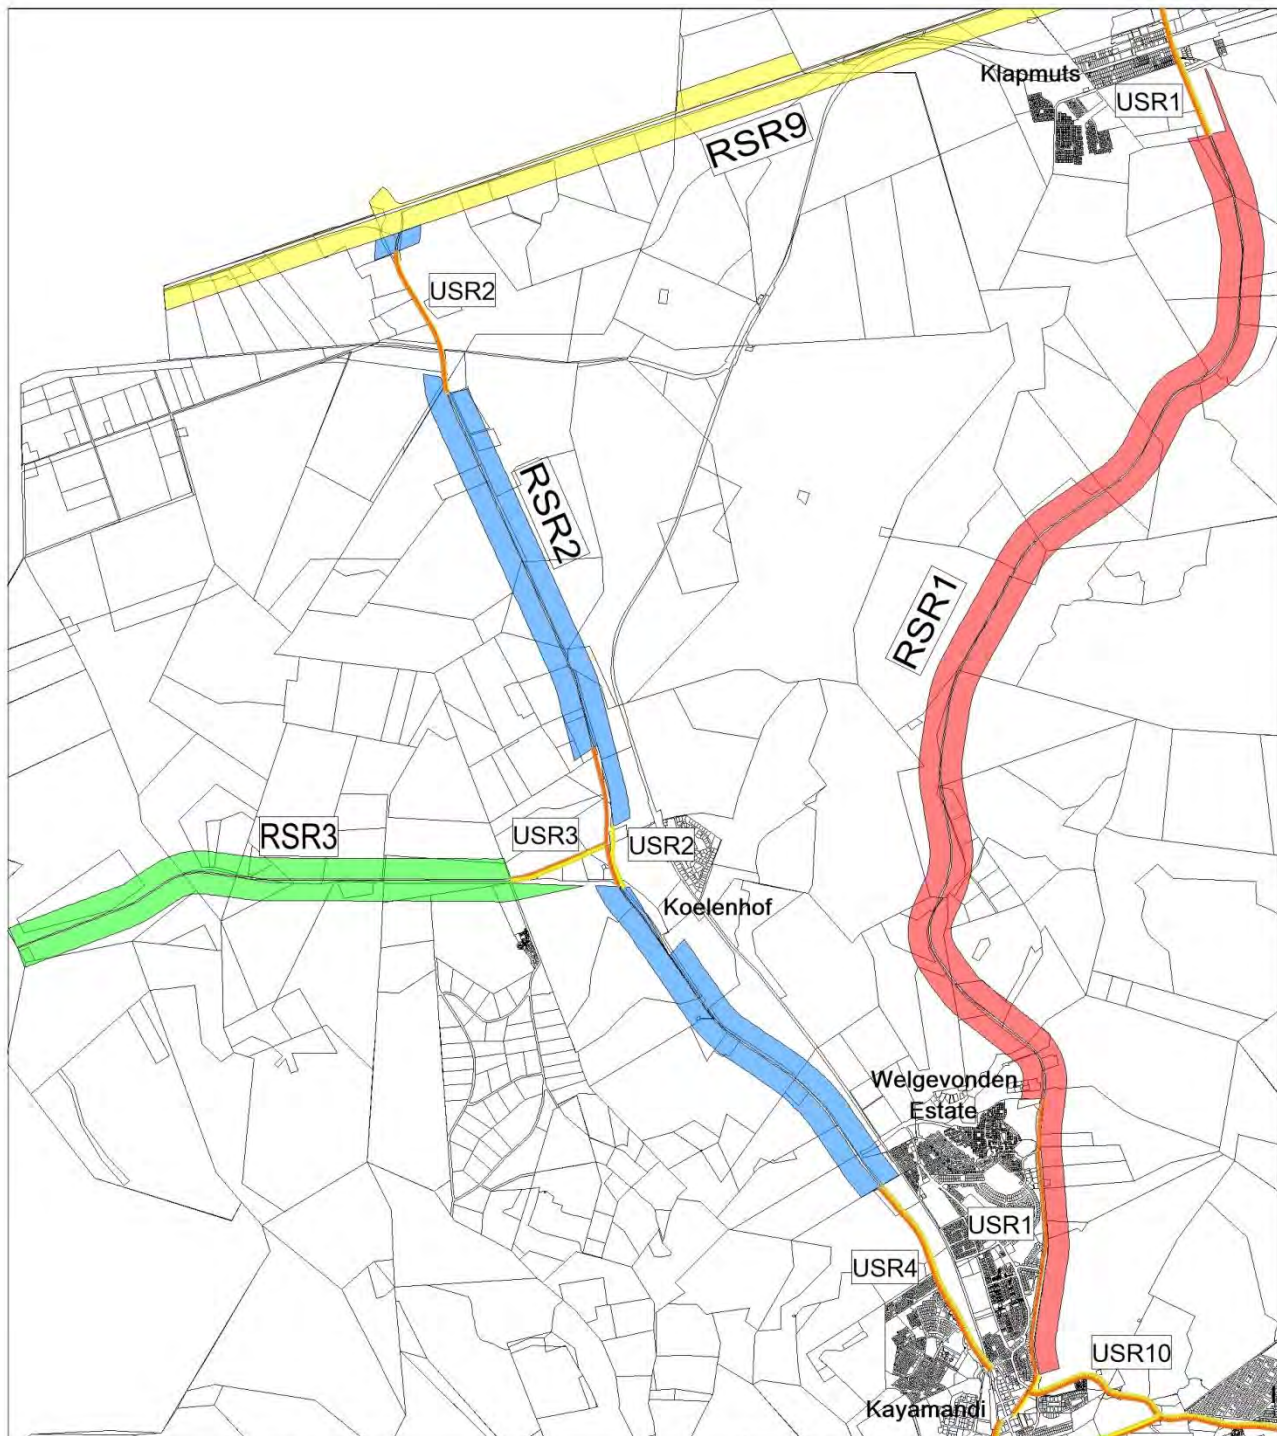 Klapmuts
USR1
RSR9
USR2
RSR2
RSR1
RSR3
USR3
USR2
Koelenhof
Welgevonden
Estate
USR1
USR4
USR10
Kayamandi